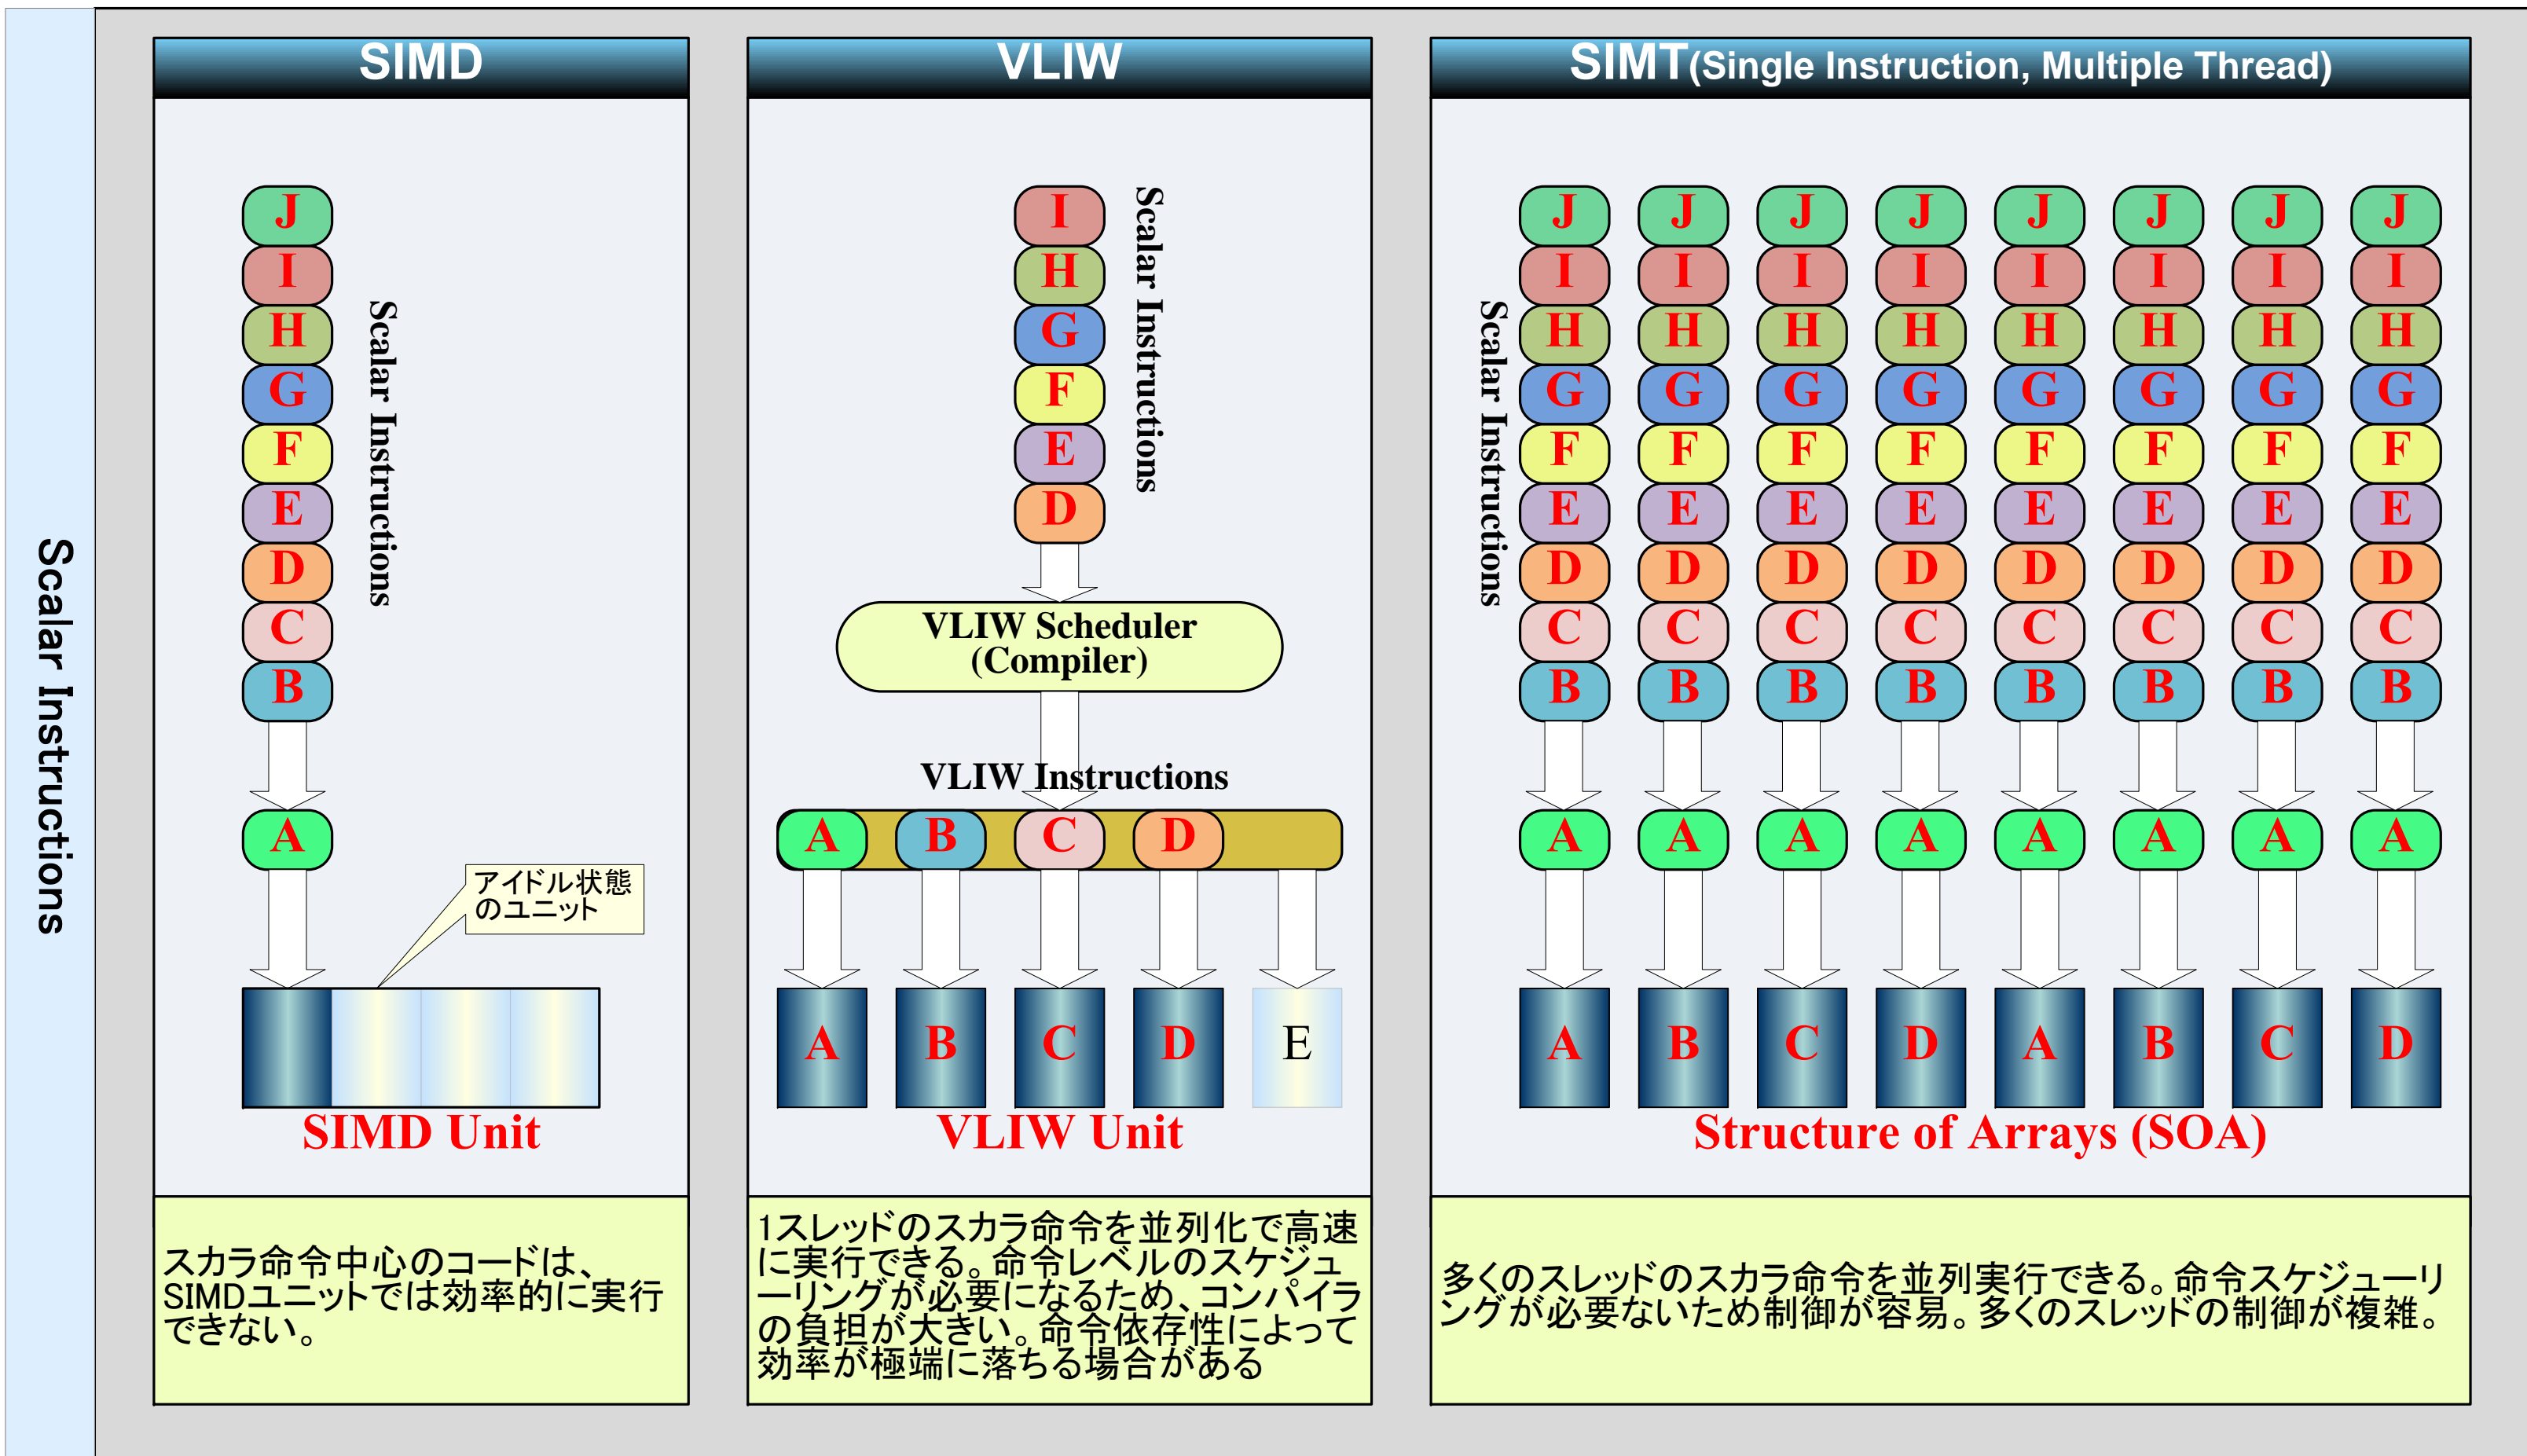 Scalar Instructions
SIMD
J
I
H
G
F
E
D
C
B
Scalar Instructions
A
アイドル状態
のユニット
SIMD Unit
スカラ命令中心のコードは、
SIMDユニットでは効率的に実行
できない。
VLIW
I
H
G
F
E
D
Scalar Instructions
VLIW Scheduler
(Compiler)
VLIW Instructions
A B C D
A B C D E
VLIW Unit
1スレッドのスカラ命令を並列化で高速
に実行できる。命令レベルのスケジュ
ーリングが必要になるため、コンパイラ
の負担が大きい。命令依存性によって
効率が極端に落ちる場合がある
SIMT(Single Instruction, Multiple Thread)
Scalar Instructions
J J J J J J J J
I I I I I I I I
H H H H H H H H
G G G G G G G G
F F F F F F F F
E E E E E E E E
D D D D D D D D
C C C C C C C C
B B B B B B B B
A A A A A A A A
A B C D A B C D
Structure of Arrays (SOA)
多くのスレッドのスカラ命令を並列実行できる。命令スケジューリ
ングが必要ないため制御が容易。多くのスレッドの制御が複雑。